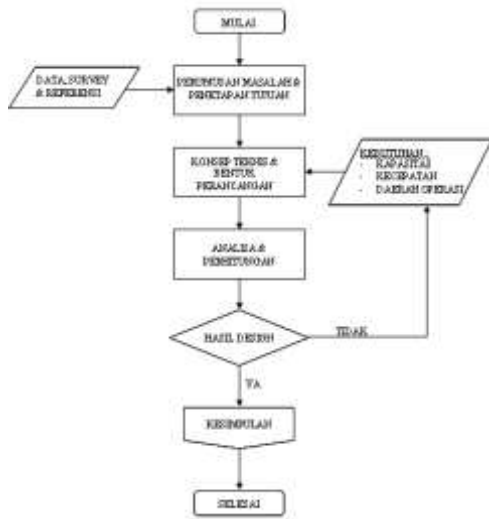 MULAI
DATA, SURVEY
& REFERENSI
PERUMUSAN MASALAH &
PENETAPAN TUJUAN
KONSEP TEKNIS &
BENTUK
PERANCANGAN
KEBUTUHAN :
- KAPASITAS
- KECEPATAN
- DAERAH OPERASI
ANALISA &
PERHITUNGAN
HASIL DESIGN
TIDAK
YA
KESIMPULAN
SELESAI